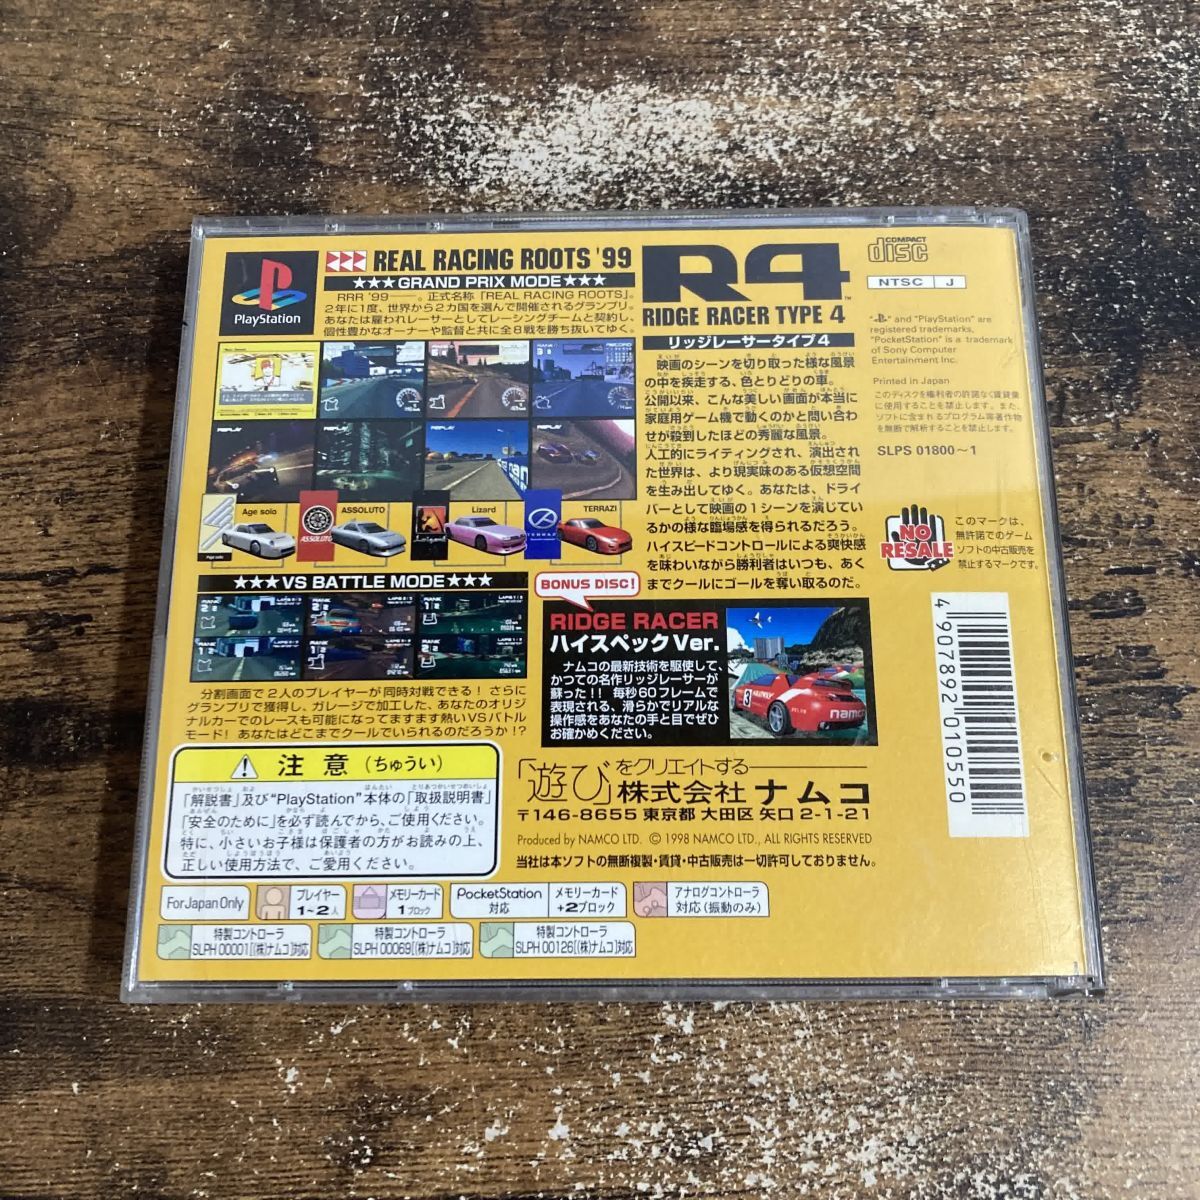 PlayStation
REAL RACING ROOTS '99
★★★GRAND PRIX MODE★★★
RRR '99——。正式名称「REAL RACING ROOTS」。
2年に1度、世界から2カ国を選んで開催されるグランプリ。
あなたは雇われレーサーとしてレーシングチームと契約し、
個性豊かなオーナーや監督と共に全8戦を勝ち抜いてゆく。
Age solo
ASSOLUTO
Lizard
TERRAZI
★★★VS BATTLE MODE★★★
分割画面で2人のプレイヤーが同時対戦できる! さらに
グランプリで獲得し、ガレージで加工した、あなたのオリジ
ナルカーでのレースも可能になってますます熱いVSバトル
モード! あなたはどこまでクールでいられるのだろうか!?
R4™
RIDGE RACER TYPE 4
リッジレーサータイプ4
映画のシーンを切り取った様な風景
の中を疾走する、色とりどりの車。
公開以来、こんな美しい画面が本当に
家庭用ゲーム機で動くのかと問い合わ
せが殺到したほどの秀麗な風景。
人工的にライティングされ、演出され
た世界は、より現実味のある仮想空間
を生み出してゆく。あなたは、ドライ
バーとして映画の1シーンを演じてい
るかの様な臨場感を得られるだろう。
ハイスピードコントロールによる爽快感
を味わいながら勝利者はいつも、あく
までクールにゴールを奪い取るのだ。
BONUS DISC!
RIDGE RACER
ハイスペックVer.
ナムコの最新技術を駆使して、
かつての名作リッジレーサーが
蘇った!! 毎秒60フレームで
表現される、滑らかでリアルな
操作感をあなたの手と目でぜひ
お確かめください。
COMPACT
disc
NTSC J
"PS" and "PlayStation" are
registered trademarks,
"PocketStation" is a trademark
of Sony Computer
Entertainment Inc.
Printed in Japan
このディスクを権利者の許諾なく賃貸業
に使用することを禁止します。また、
ソフトに含まれるプログラム等著作物
を無断で解析することを禁止します。
SLPS 01800~1
NO
RESALE
このマークは、
無許諾でのゲーム
ソフトの中古販売を
禁止するマークです。
4 907892 010550
注意(ちゅうい)
「解説書」及び"PlayStation"本体の「取扱説明書」
「安全のために」を必ず読んでから、ご使用ください。
特に、小さいお子様は保護者の方がお読みの上、
正しい使用方法で、ご愛用ください。
「遊び」をクリエイトする——
株式会社ナムコ
〒146-8655 東京都 大田区 矢口 2-1-21
Produced by NAMCO LTD. © 1998 NAMCO LTD., ALL RIGHTS RESERVED
当社は本ソフトの無断複製・賃貸・中古販売は一切許可しておりません。
For Japan Only
プレイヤー
1~2人
メモリーカード
1ブロック
PocketStation
対応
メモリーカード
+2ブロック
アナログコントローラ
対応(振動のみ)
特製コントローラ
SLPH 00001[(株)ナムコ]対応
特製コントローラ
SLPH 00069[(株)ナムコ]対応
特製コントローラ
SLPH 00126[(株)ナムコ]対応